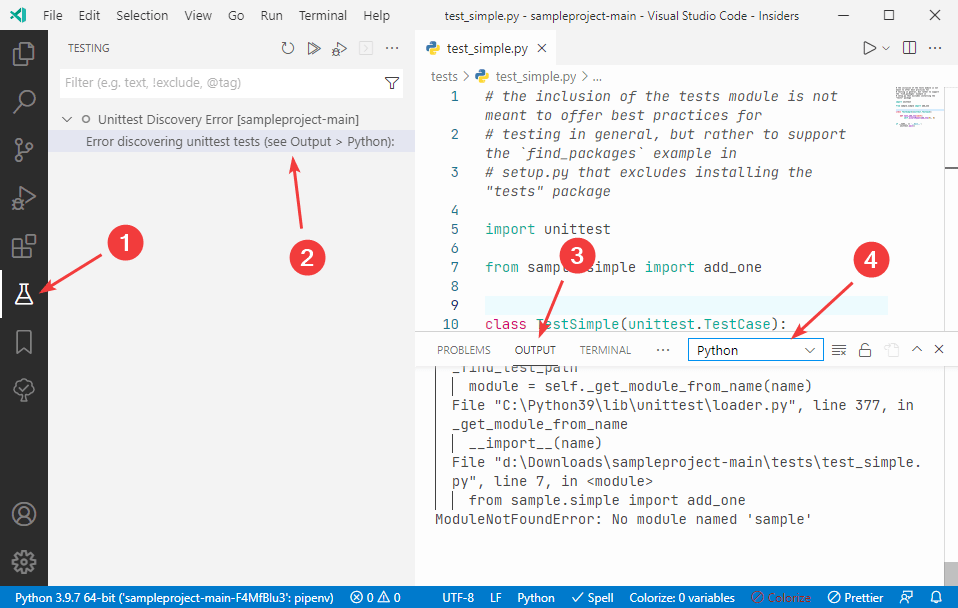 File Edit Selection View Go Run Terminal Help
test_simple.py - sampleproject-main - Visual Studio Code - Insiders
TESTING
Filter (e.g. text, !exclude, @tag)
Unittest Discovery Error [sampleproject-main]
Error discovering unittest tests (see Output > Python):
1
2
test_simple.py
tests > test_simple.py > ...
1 # the inclusion of the tests module is not
meant to offer best practices for
2 # testing in general, but rather to support
the `find_packages` example in
3 # setup.py that excludes installing the
"tests" package
4
5 import unittest
6
7 from sample.simple import add_one
8
9
10 class TestSimple(unittest.TestCase):
3
4
PROBLEMS OUTPUT TERMINAL ... Python
_find_test_path
module = self._get_module_from_name(name)
File "C:\Python39\lib\unittest\loader.py", line 377, in
_get_module_from_name
__import__(name)
File "d:\Downloads\sampleproject-main\tests\test_simple.
py", line 7, in <module>
from sample.simple import add_one
ModuleNotFoundError: No module named 'sample'
Python 3.9.7 64-bit ('sampleproject-main-F4MfBlu3': pipenv) 0 0 UTF-8 LF Python Spell Colorize: 0 variables Colorize Prettier